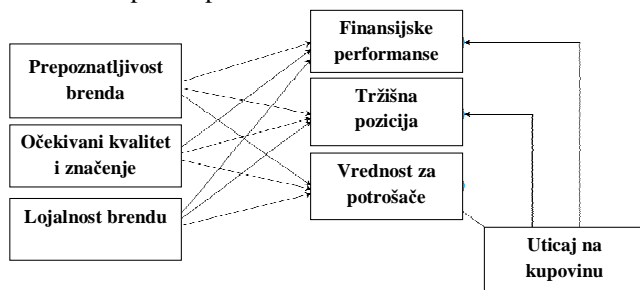 Prepoznatljivost
brenda
Očekivani kvalitet
i značenje
Lojalnost brendu
Finansijske
performanse
Tržišna
pozicija
Vrednost za
potrošače
Uticaj na
kupovinu